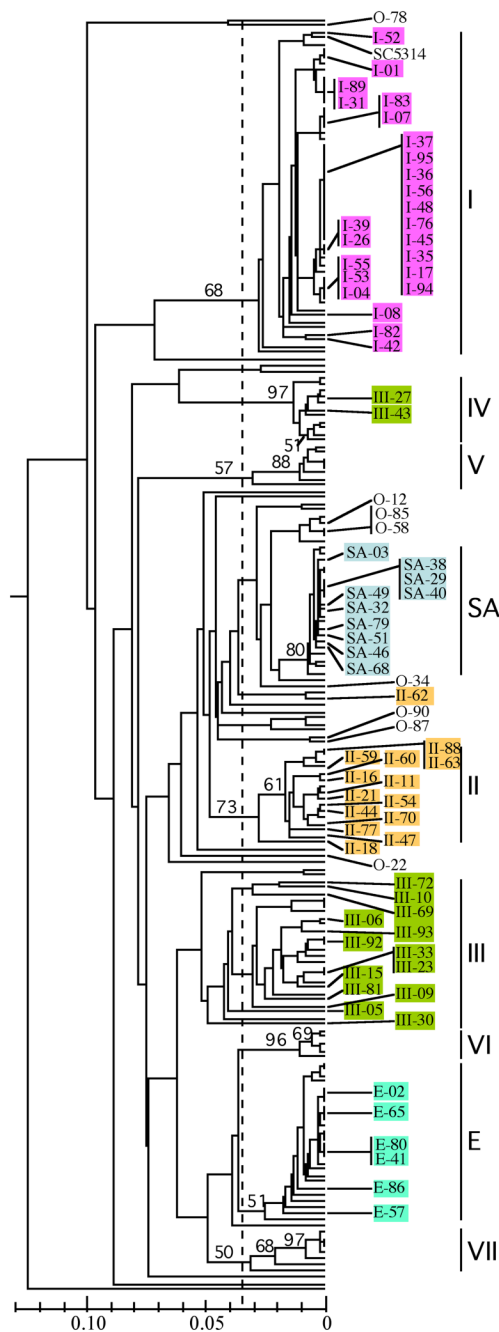 O-78
I-52
SC5314
I-01
I-89
I-31
I-83
I-07
I-37
I-95
I-36
I-56
I-48
I-76
I-45
I-35
I-17
I-94
I
I-39
I-26
I-55
I-53
I-04
68
I-08
I-82
I-42
97
III-27
III-43
IV
51
57
88
V
O-12
O-85
O-58
SA-03
SA-38
SA-29
SA-40
SA-49
SA-32
SA-79
SA-51
SA-46
SA-68
SA
80
O-34
II-62
O-90
O-87
II-88
II-63
II-59
II-60
II-16
II-11
II-21
II-54
II-44
II-70
II-77
II-47
II-18
II
61
73
O-22
III-72
III-10
III-69
III-06
III-93
III-92
III-33
III-23
III-15
III-81
III-09
III-05
III-30
III
69
96
VI
E-02
E-65
E-80
E-41
E-86
E-57
E
51
97
68
50
VII
0.10 0.05 0